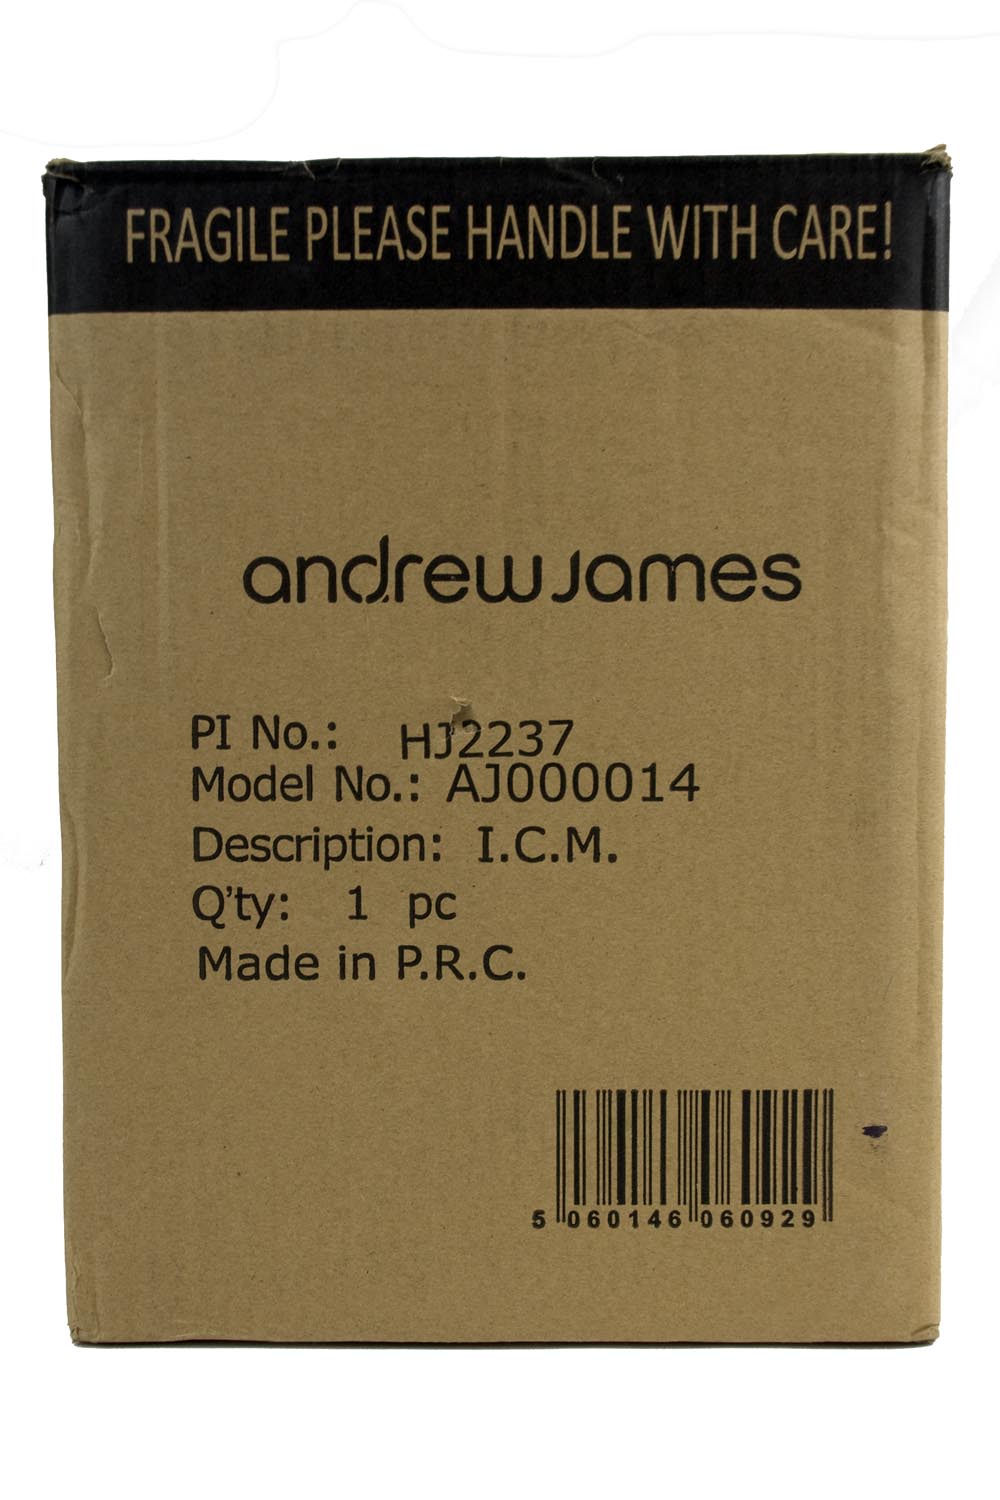 FRAGILE PLEASE HANDLE WITH CARE!
andrew james
PI No.: HJ2237
Model No.: AJ000014
Description: I.C.M.
Q'ty: 1 pc
Made in P.R.C.
5 060146 060929